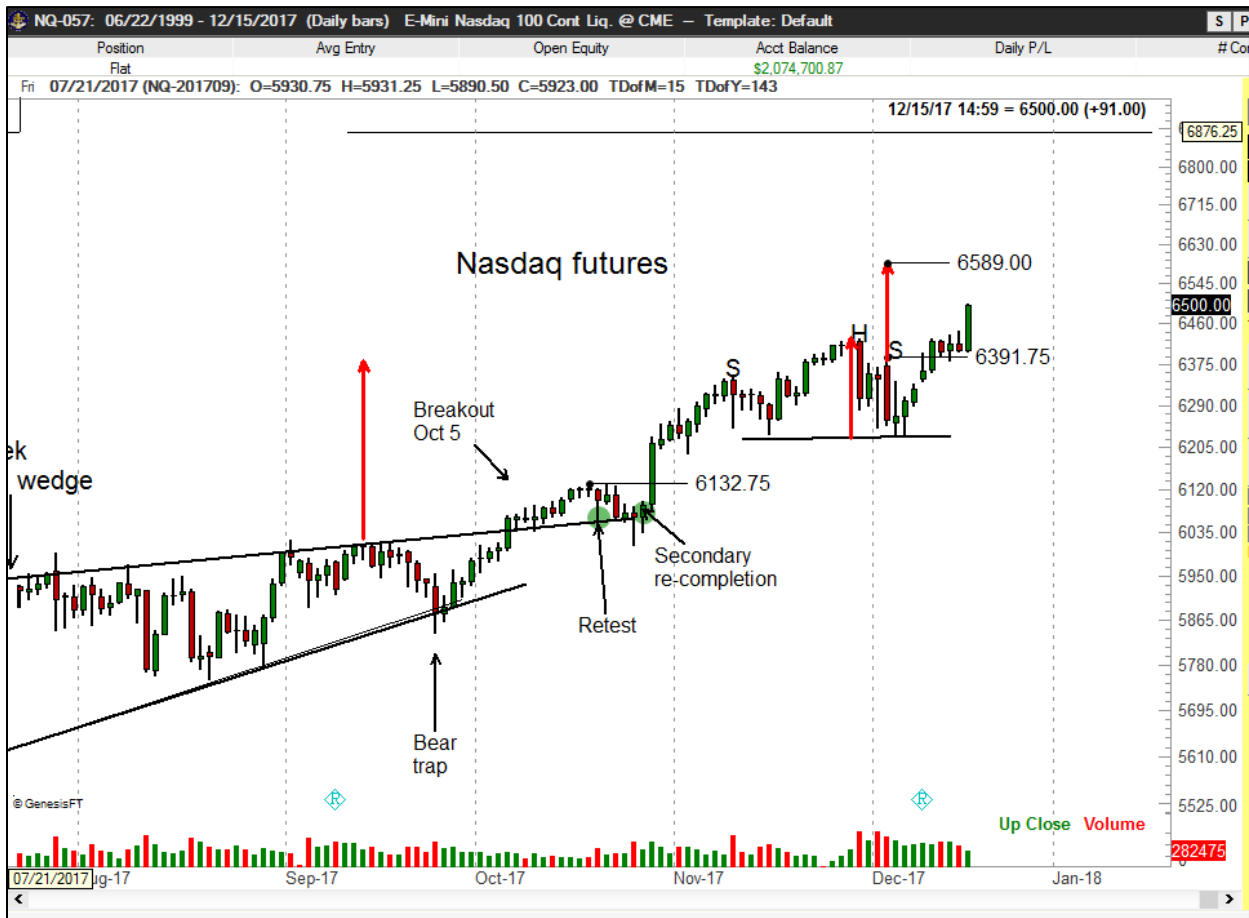 NQ-057: 06/22/1999 - 12/15/2017 (Daily bars) E-Mini Nasdaq 100 Cont Liq. @ CME – Template: Default
S
P
Position Avg Entry Open Equity Acct Balance Daily P/L # Co
Flat $2,074,700.87
Fri 07/21/2017 (NQ-201709): O=5930.75 H=5931.25 L=5890.50 C=5923.00 TDofM=15 TDofY=143
12/15/17 14:59 = 6500.00 (+91.00)
6876.25
6800.00
6715.00
6630.00
6545.00
6500.00
6460.00
6375.00
6290.00
6205.00
6120.00
6035.00
5950.00
5865.00
5780.00
5695.00
5610.00
5525.00
Nasdaq futures
6589.00
H
S
S
6391.75
Breakout
Oct 5
6132.75
ek
wedge
Secondary
re-completion
Retest
Bear
trap
© GenesisFT
R
R
Up Close Volume
282475
0
07/21/2017 ug-17 Sep-17 Oct-17 Nov-17 Dec-17 Jan-18